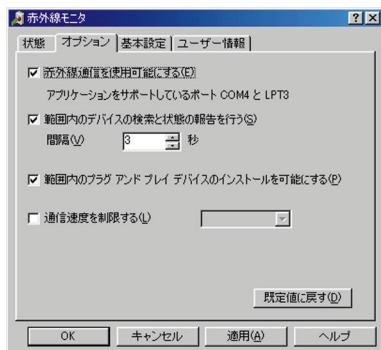 赤外線モニタ
状態 オプション 基本設定 ユーザー情報
赤外線通信を使用可能にする(E)
アプリケーションをサポートしているポート COM4 と LPT3
範囲内のデバイスの検索と状態の報告を行う(S)
間隔(V) 3 秒
範囲内のプラグ アンド プレイ デバイスのインストールを可能にする(P)
通信速度を制限する(L)
既定値に戻す(D)
OK キャンセル 適用(A) ヘルプ